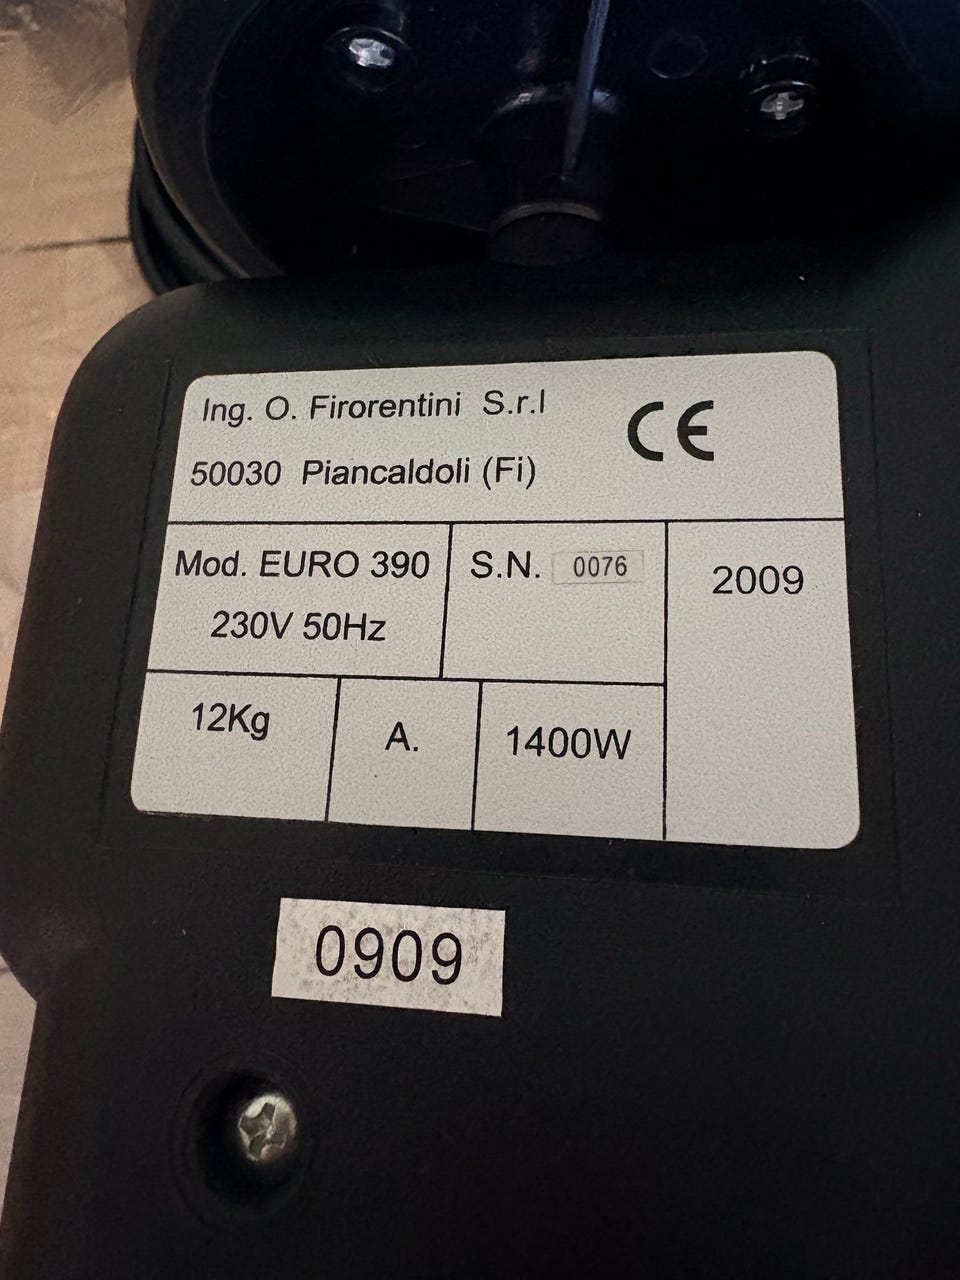 Ing. O. Firorentini S.r.l
CE
50030 Piancaldoli (Fi)
Mod. EURO 390
230V 50Hz
S.N. 0076
2009
12Kg
A.
1400W
0909